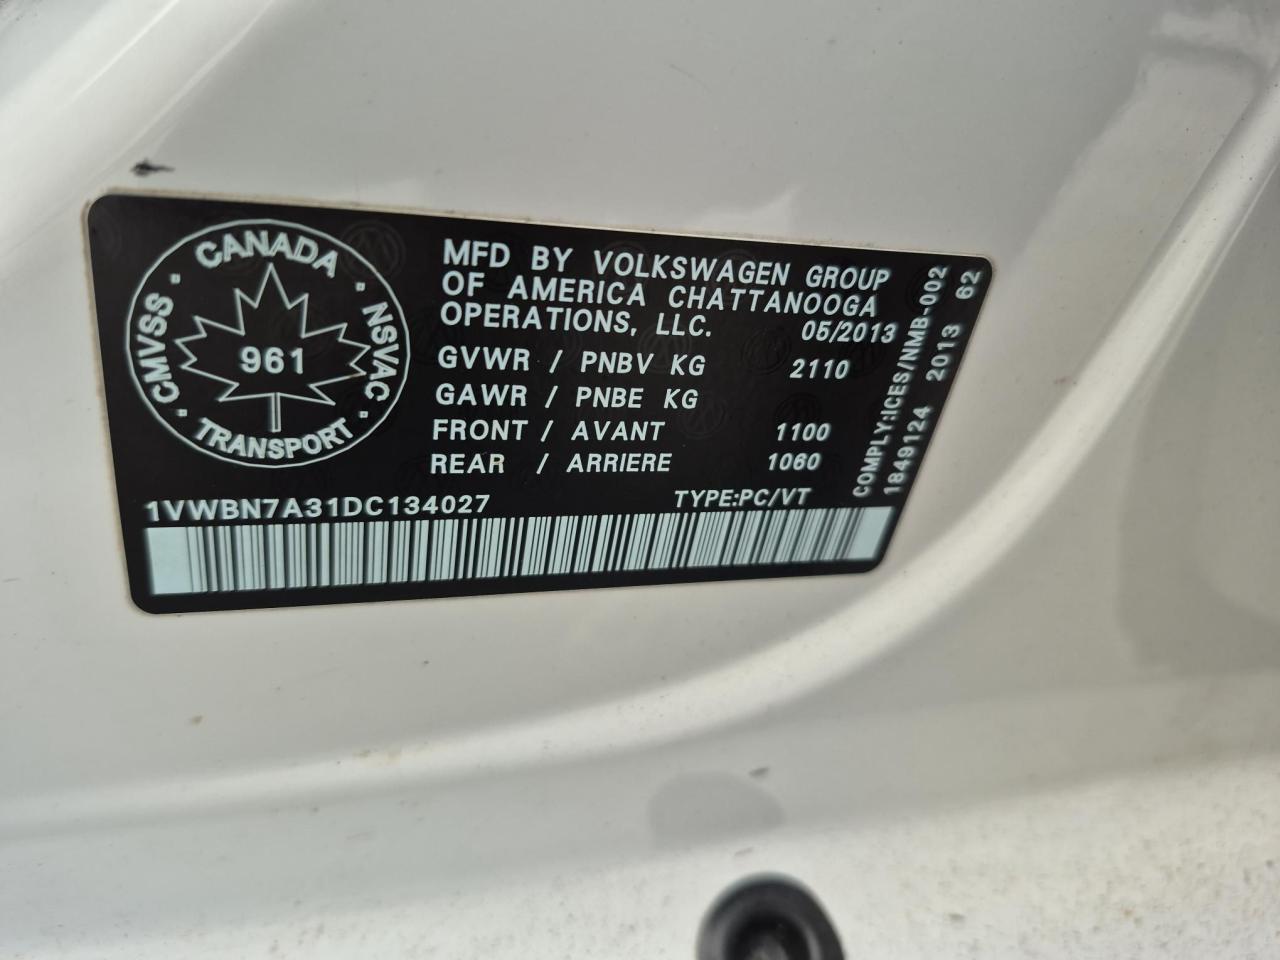 CANADA
CMVSS
961
NSVAC
TRANSPORT
MFD BY VOLKSWAGEN GROUP
OF AMERICA CHATTANOOGA
OPERATIONS, LLC. 05/2013
GVWR / PNBV KG 2110
GAWR / PNBE KG
FRONT / AVANT 1100
REAR / ARRIERE 1060
1VWBN7A31DC134027 TYPE:PC/VT
COMPLY:ICES/NMB-002
1849124 2013 62